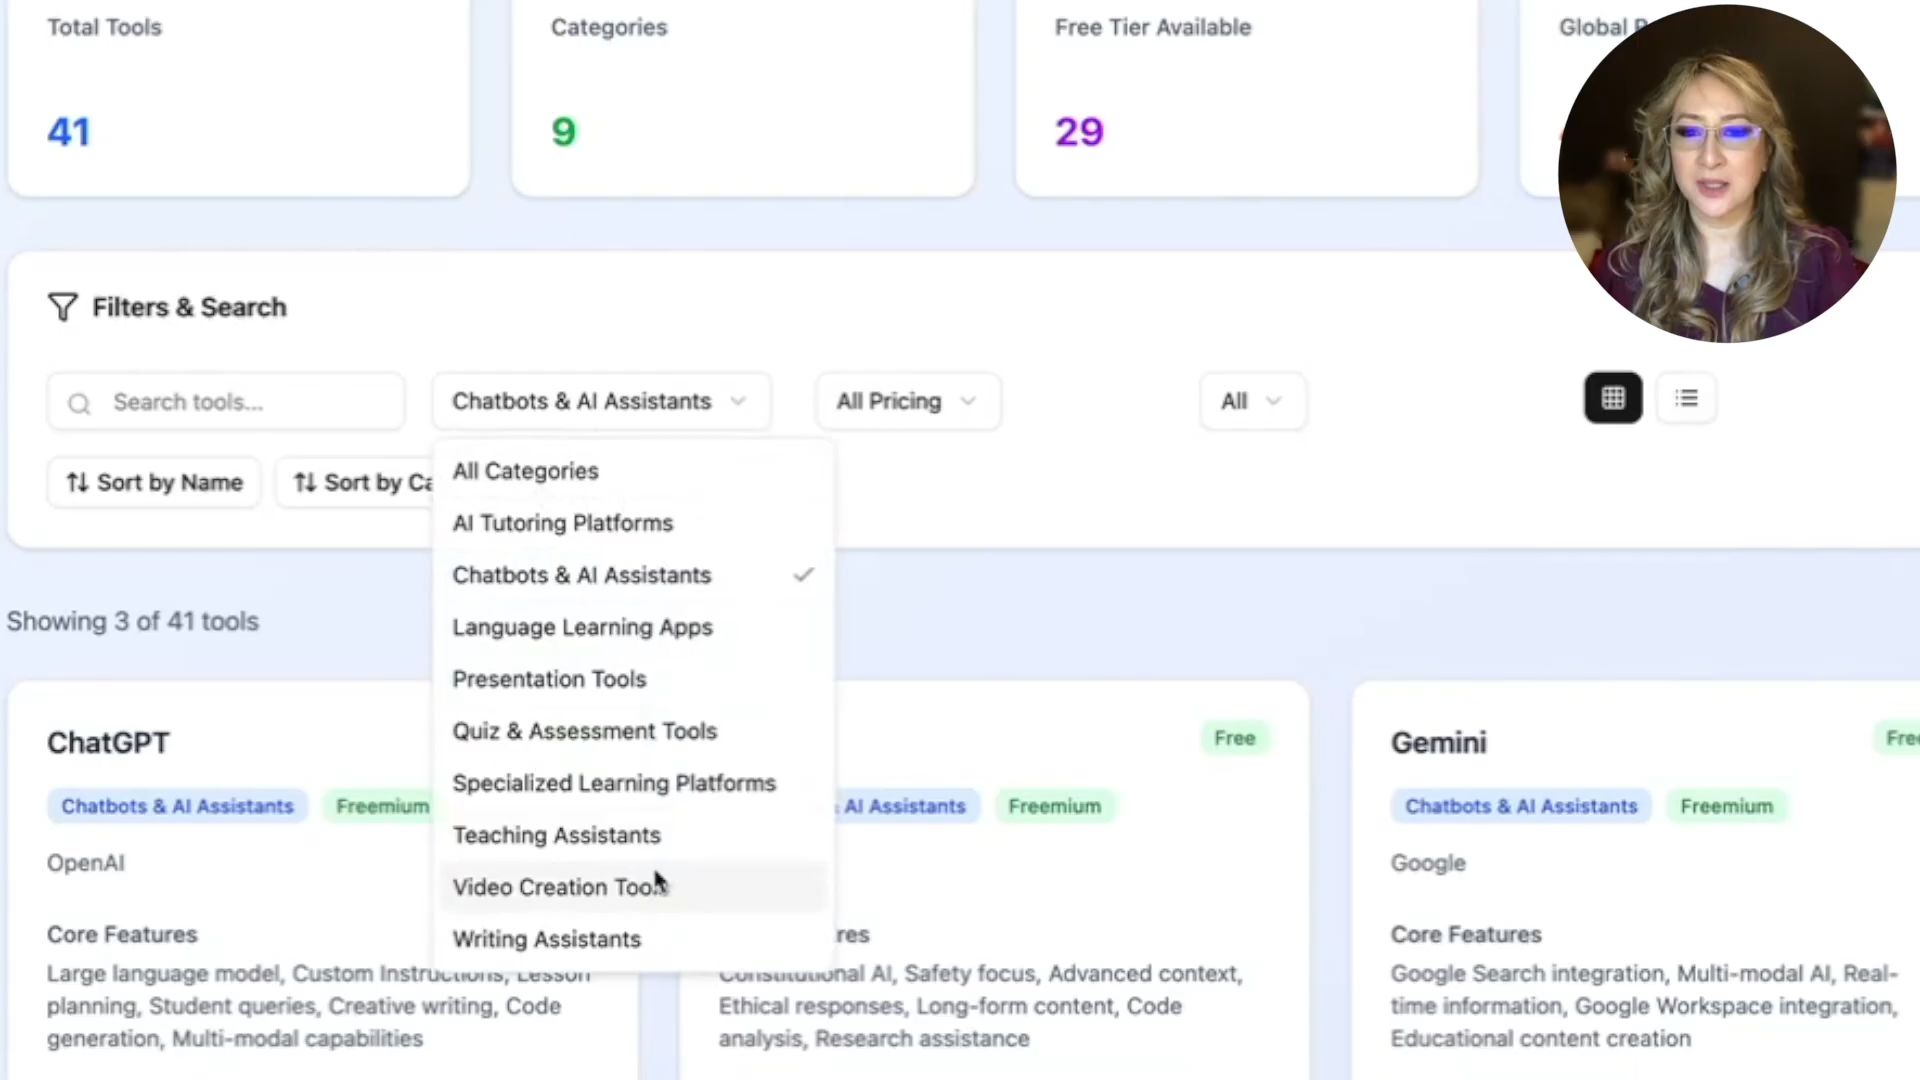 Total Tools
Categories
Free Tier Available
Global
41
9
29
Filters & Search
Search tools...
Chatbots & AI Assistants
All Pricing
All
Sort by Name
Sort by Ca
All Categories
AI Tutoring Platforms
Chatbots & AI Assistants
Language Learning Apps
Presentation Tools
Quiz & Assessment Tools
Specialized Learning Platforms
Teaching Assistants
Video Creation Tools
Writing Assistants
Showing 3 of 41 tools
ChatGPT
Chatbots & AI Assistants
Freemium
OpenAI
Core Features
Large language model, Custom Instructions, Lesson
planning, Student queries, Creative writing, Code
generation, Multi-modal capabilities
Free
AI Assistants
Freemium
res
Constitutional AI, Safety focus, Advanced context,
Ethical responses, Long-form content, Code
analysis, Research assistance
Gemini
Free
Chatbots & AI Assistants
Freemium
Google
Core Features
Google Search integration, Multi-modal AI, Real-
time information, Google Workspace integration,
Educational content creation